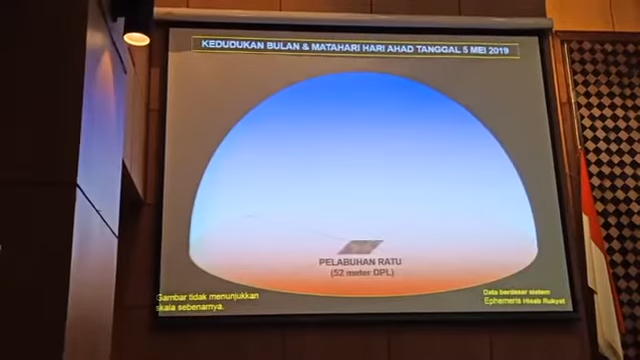 KEDUDUKAN BULAN & MATAHARI HARI AHAD TANGGAL 5 MEI 2019
PELABUHAN RATU
(52 meter DPL)
Gambar tidak menunjukkan
skala sebenarnya.
Data berdasar sistem
Ephemeris Hisab Rukyat